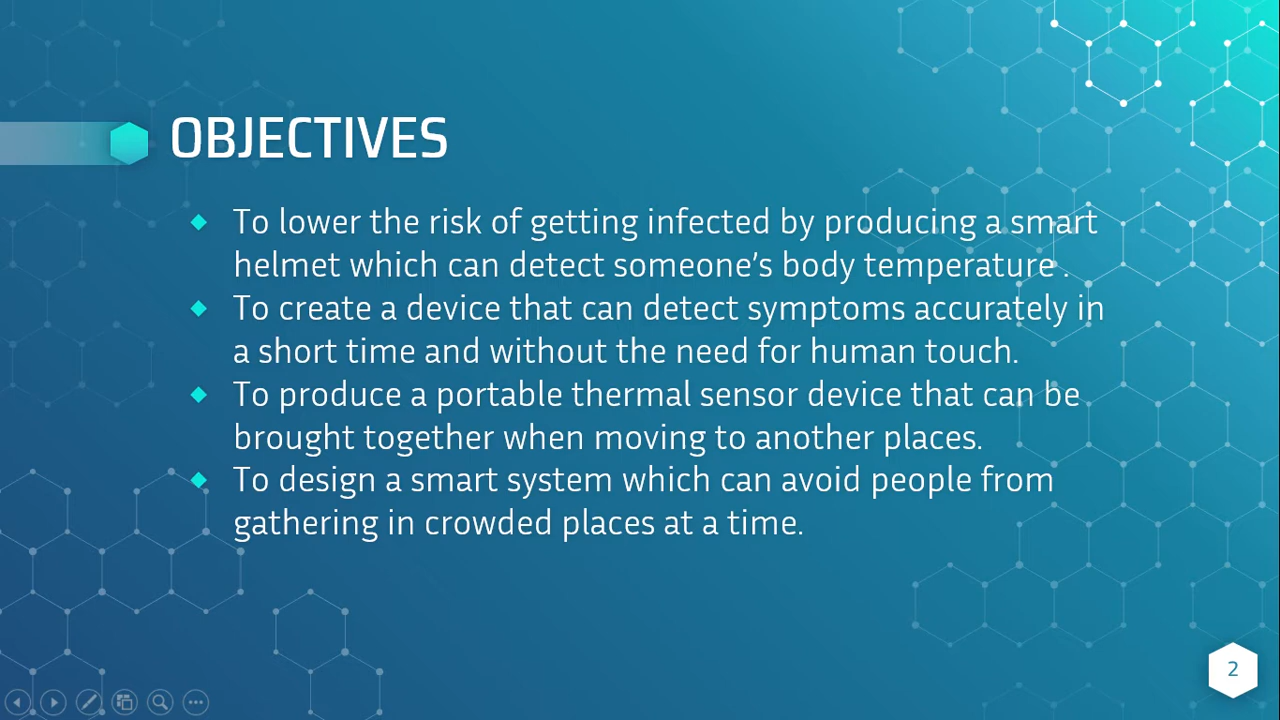 OBJECTIVES
To lower the risk of getting infected by producing a smart
helmet which can detect someone’s body temperature .
To create a device that can detect symptoms accurately in
a short time and without the need for human touch.
To produce a portable thermal sensor device that can be
brought together when moving to another places.
To design a smart system which can avoid people from
gathering in crowded places at a time.
2